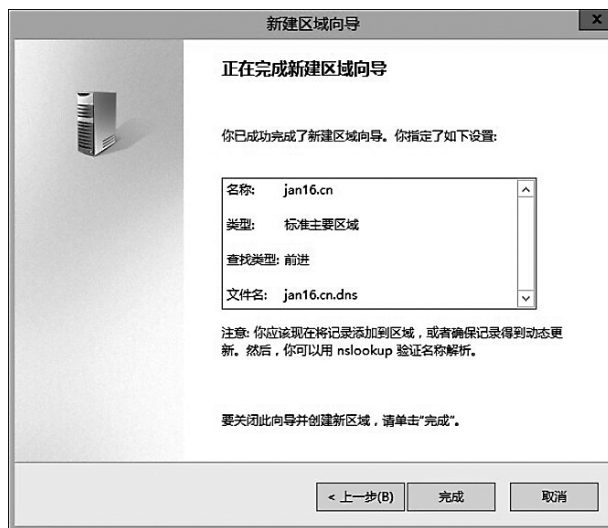 新建区域向导
x
正在完成新建区域向导
你已成功完成了新建区域向导。你指定了如下设置:
名称: jan16.cn
类型: 标准主要区域
查找类型: 前进
文件名: jan16.cn.dns
注意: 你应该现在将记录添加到区域，或者确保记录得到动态更
新。然后，你可以用 nslookup 验证名称解析。
要关闭此向导并创建新区域，请单击"完成"。
< 上一步(B) 完成 取消